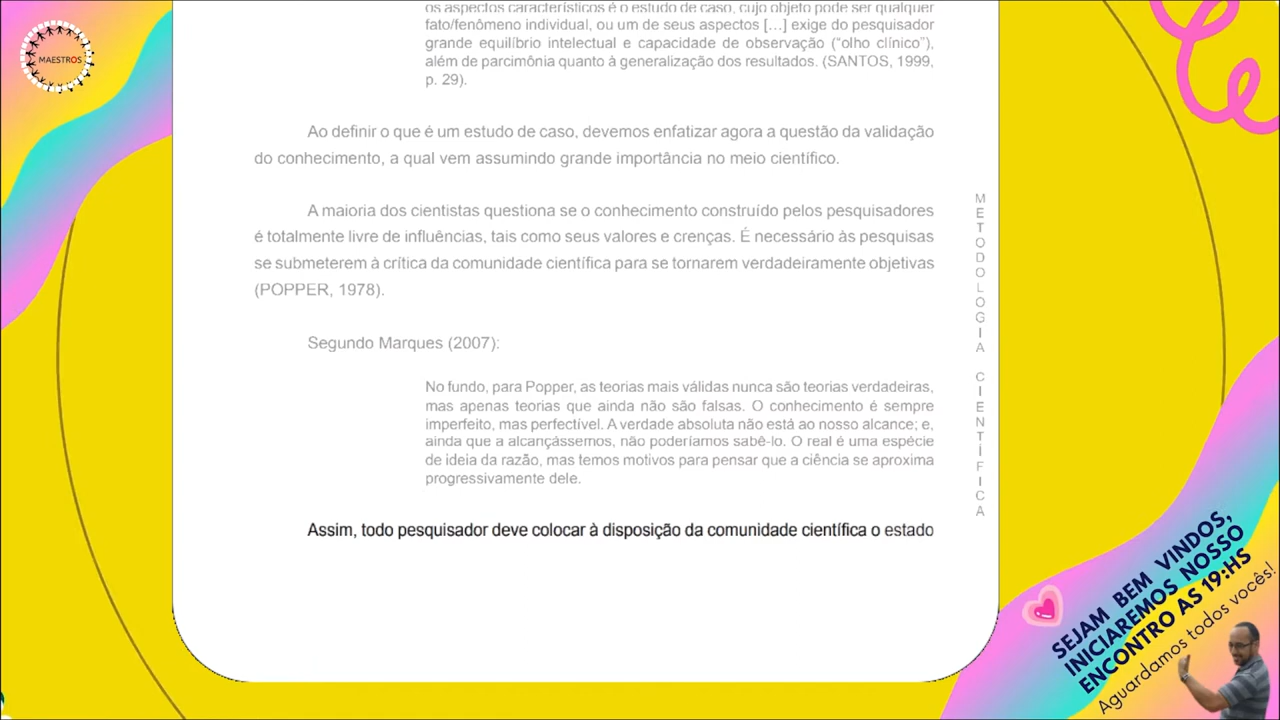 MAESTROS
os aspectos característicos é o estudo de caso, cujo objeto pode ser qualquer
fato/fenômeno individual, ou um de seus aspectos [...] exige do pesquisador
grande equilíbrio intelectual e capacidade de observação (“olho clínico”),
além de parcimônia quanto à generalização dos resultados. (SANTOS, 1999,
p. 29).
Ao definir o que é um estudo de caso, devemos enfatizar agora a questão da validação
do conhecimento, a qual vem assumindo grande importância no meio científico.
A maioria dos cientistas questiona se o conhecimento construído pelos pesquisadores
é totalmente livre de influências, tais como seus valores e crenças. É necessário às pesquisas
se submeterem à crítica da comunidade científica para se tornarem verdadeiramente objetivas
(POPPER, 1978).
Segundo Marques (2007):
No fundo, para Popper, as teorias mais válidas nunca são teorias verdadeiras,
mas apenas teorias que ainda não são falsas. O conhecimento é sempre
imperfeito, mas perfectível. A verdade absoluta não está ao nosso alcance; e,
ainda que a alcançássemos, não poderíamos sabê-lo. O real é uma espécie
de ideia da razão, mas temos motivos para pensar que a ciência se aproxima
progressivamente dele.
Assim, todo pesquisador deve colocar à disposição da comunidade científica o estado
METODOLOGIA CIENTÍFICA
SEJAM BEM VINDOS,
INICIAREMOS NOSSO
ENCONTRO AS 19:HS
Aguardamos todos vocês!